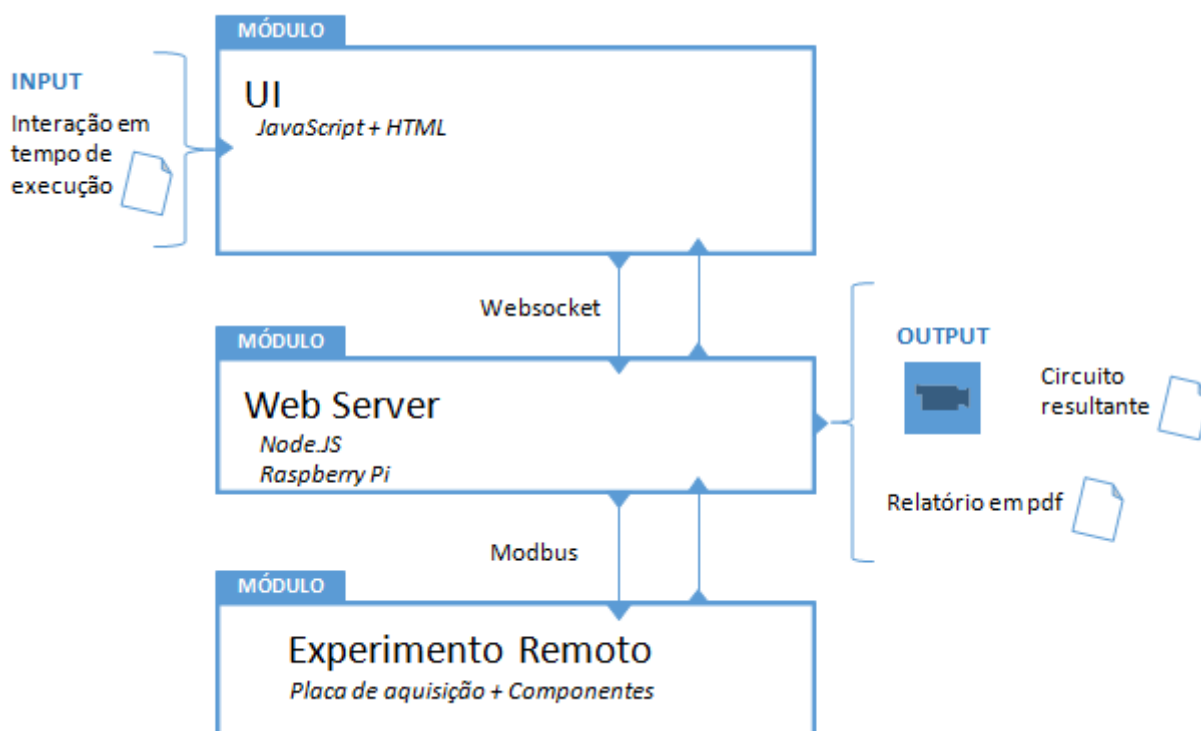 MÓDULO
INPUT
Interação em
tempo de
execução
UI
JavaScript + HTML
Websocket
MÓDULO
Web Server
Node.JS
Raspberry Pi
OUTPUT
Circuito
resultante
Relatório em pdf
Modbus
MÓDULO
Experimento Remoto
Placa de aquisição + Componentes